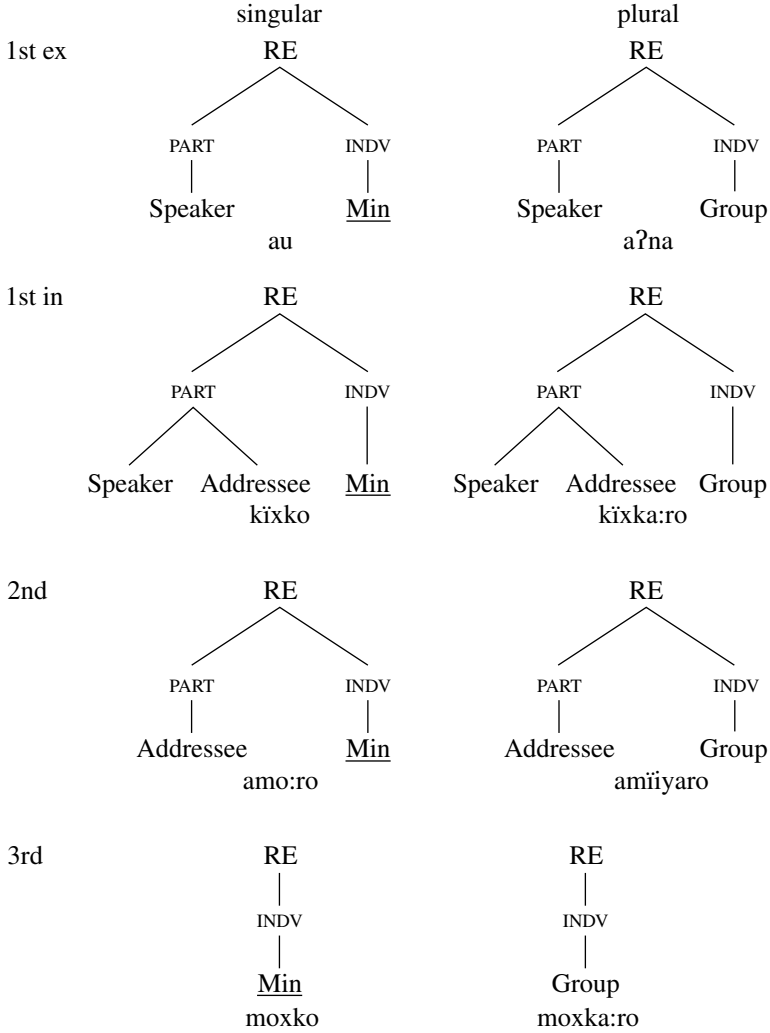 singular plural
1st ex RE RE
PART INDV PART INDV
Speaker Min Speaker Group
au aʔna
1st in RE RE
PART INDV PART INDV
Speaker Addressee Min Speaker Addressee Group
kïxko kïxka:ro
2nd RE RE
PART INDV PART INDV
Addressee Min Addressee Group
amo:ro amïiyaro
3rd RE RE
INDV INDV
Min Group
moxko moxka:ro